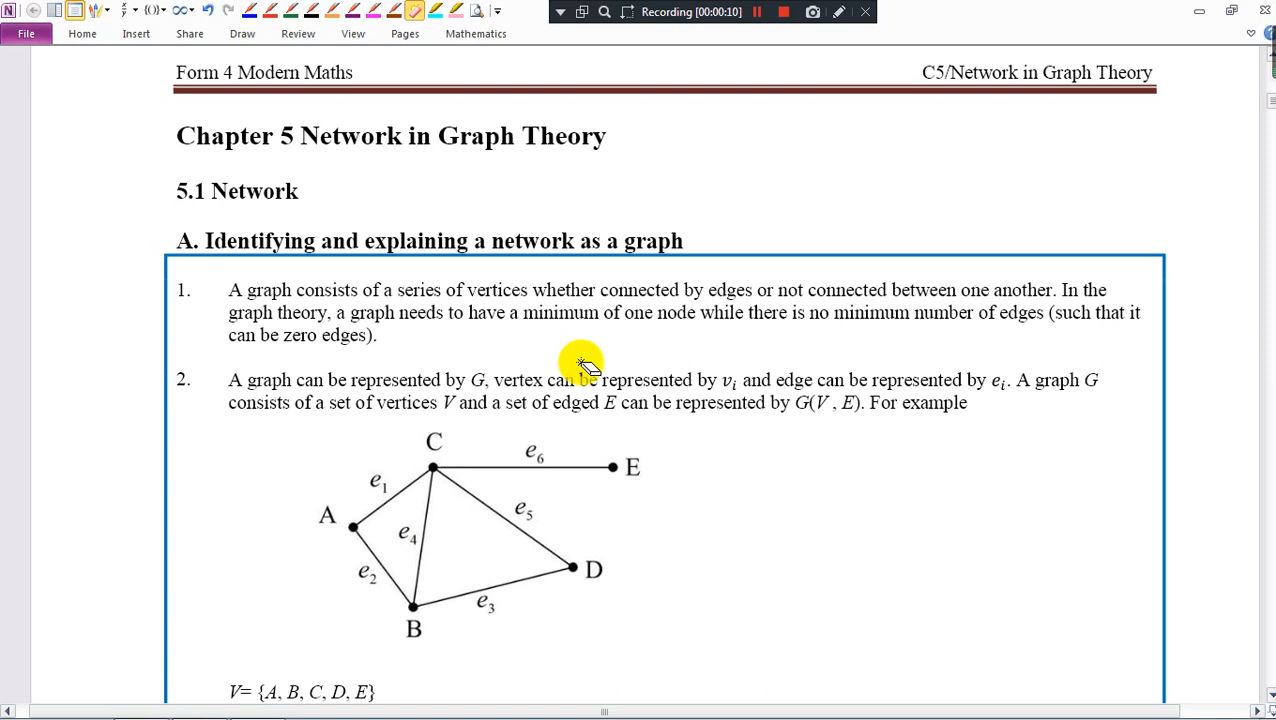 Recording [00:00:10]
File Home Insert Share Draw Review View Pages Mathematics
Form 4 Modern Maths C5/Network in Graph Theory
Chapter 5 Network in Graph Theory
5.1 Network
A. Identifying and explaining a network as a graph
1. A graph consists of a series of vertices whether connected by edges or not connected between one another. In the
graph theory, a graph needs to have a minimum of one node while there is no minimum number of edges (such that it
can be zero edges).
2. A graph can be represented by G, vertex can be represented by vᵢ and edge can be represented by eᵢ. A graph G
consists of a set of vertices V and a set of edged E can be represented by G(V , E). For example
C
e₆
E
e₁
A
e₅
e₄
e₂
D
e₃
B
V= {A, B, C, D, E}